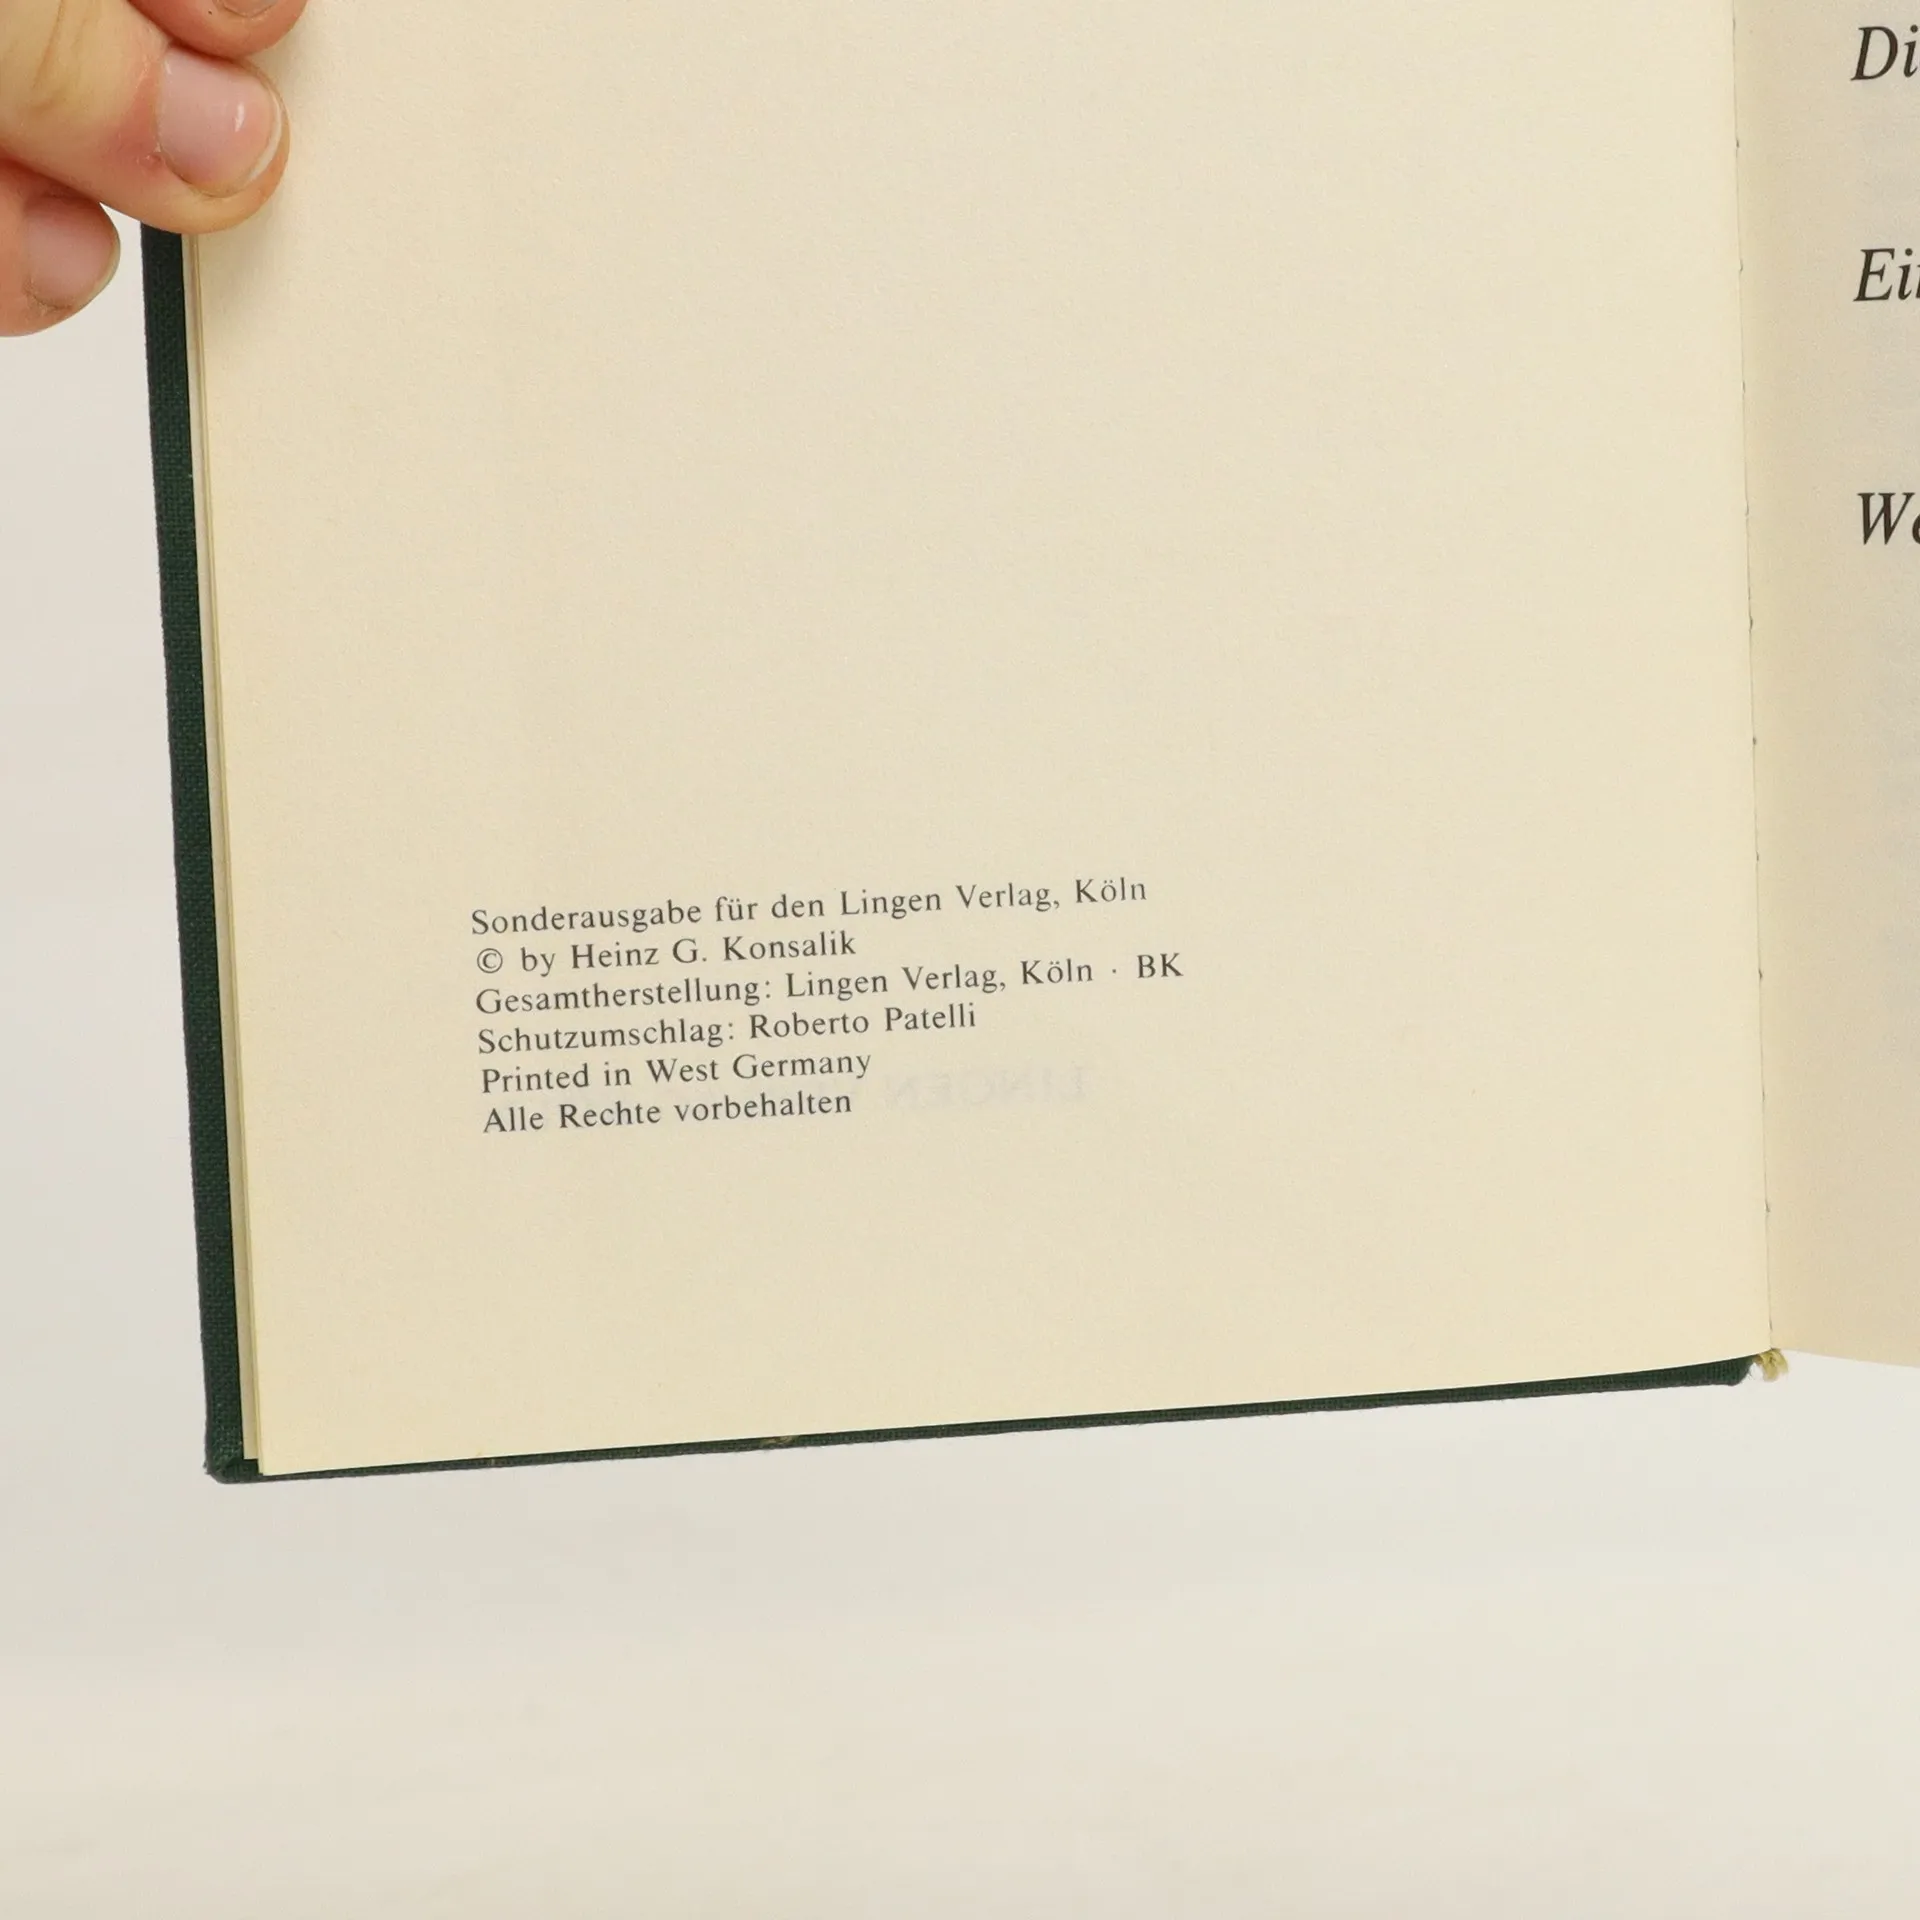 Sonderausgabe für den Lingen Verlag, Köln
© by Heinz G. Konsalik
Gesamtherstellung: Lingen Verlag, Köln · BK
Schutzumschlag: Roberto Patelli
Printed in West Germany
Alle Rechte vorbehalten